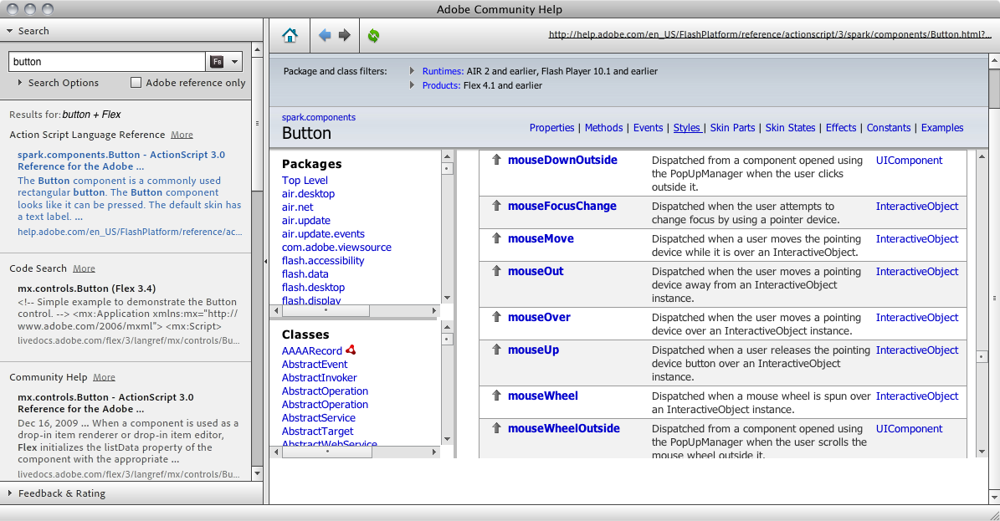 Adobe Community Help
Search
button
Fb
Search Options
Adobe reference only
Results for: button + Flex
Action Script Language Reference More
spark.components.Button - ActionScript 3.0
Reference for the Adobe ...
The Button component is a commonly used
rectangular button. The Button component
looks like it can be pressed. The default skin has
a text label. ...
help.adobe.com/en_US/FlashPlatform/reference/ac...
Code Search More
mx.controls.Button (Flex 3.4)
<!-- Simple example to demonstrate the Button
control. --> <mx:Application xmlns:mx="http://
www.adobe.com/2006/mxml"> <mx:Script>
livedocs.adobe.com/flex/3/langref/mx/controls/Bu...
Community Help More
mx.controls.Button - ActionScript 3.0
Reference for the Adobe ...
Dec 16, 2009 ... When a component is used as a
drop-in item renderer or drop-in item editor,
Flex initializes the listData property of the
component with the appropriate ...
livedocs.adobe.com/flex/3/langref/mx/controls/Bu...
Feedback & Rating
http://help.adobe.com/en_US/FlashPlatform/reference/actionscript/3/spark/components/Button.html?...
Package and class filters:
Runtimes: AIR 2 and earlier, Flash Player 10.1 and earlier
Products: Flex 4.1 and earlier
spark.components
Button
Properties | Methods | Events | Styles | Skin Parts | Skin States | Effects | Constants | Examples
Packages
Top Level
air.desktop
air.net
air.update
air.update.events
com.adobe.viewsource
flash.accessibility
flash.data
flash.desktop
flash.display
Classes
AAAARecord
AbstractEvent
AbstractInvoker
AbstractOperation
AbstractOperation
AbstractService
AbstractTarget
AbstractWebService
mouseDownOutside
Dispatched from a component opened using
the PopUpManager when the user clicks
outside it.
UIComponent
mouseFocusChange
Dispatched when the user attempts to
change focus by using a pointer device.
InteractiveObject
mouseMove
Dispatched when a user moves the pointing
device while it is over an InteractiveObject.
InteractiveObject
mouseOut
Dispatched when the user moves a pointing
device away from an InteractiveObject
instance.
InteractiveObject
mouseOver
Dispatched when the user moves a pointing
device over an InteractiveObject instance.
InteractiveObject
mouseUp
Dispatched when a user releases the pointing
device button over an InteractiveObject
instance.
InteractiveObject
mouseWheel
Dispatched when a mouse wheel is spun over
an InteractiveObject instance.
InteractiveObject
mouseWheelOutside
Dispatched from a component opened using
the PopUpManager when the user scrolls the
mouse wheel outside it.
UIComponent